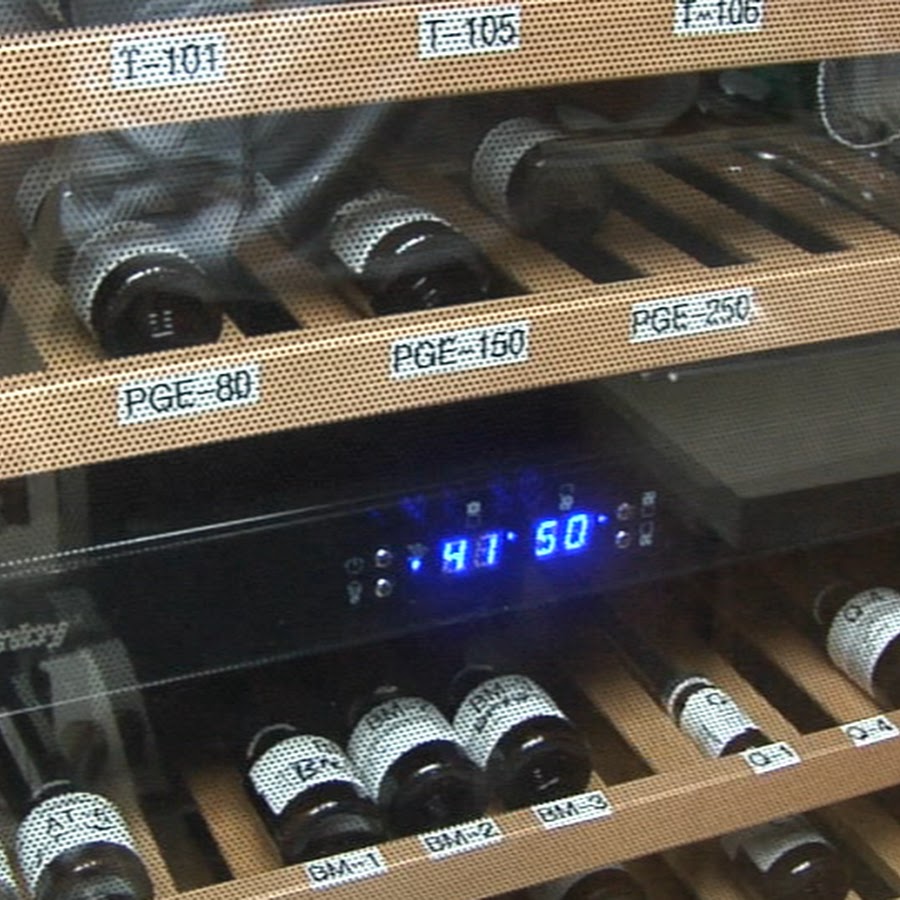 T-101
T-105
T-106
PGE-80
PGE-150
PGE-250
41 50
BM-1
BM-2
BM-3
Q-1
Q-4